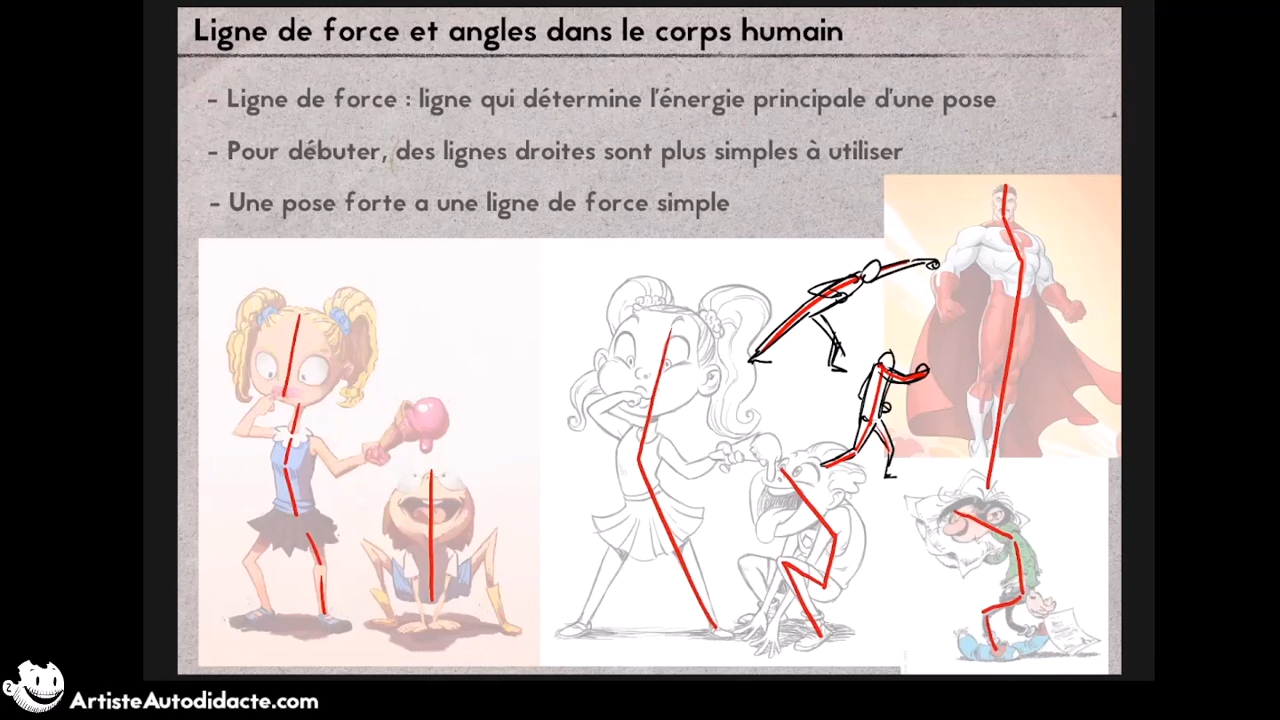 Ligne de force et angles dans le corps humain
- Ligne de force : ligne qui détermine l'énergie principale d'une pose
- Pour débuter, des lignes droites sont plus simples à utiliser
- Une pose forte a une ligne de force simple
ArtisteAutodidacte.com